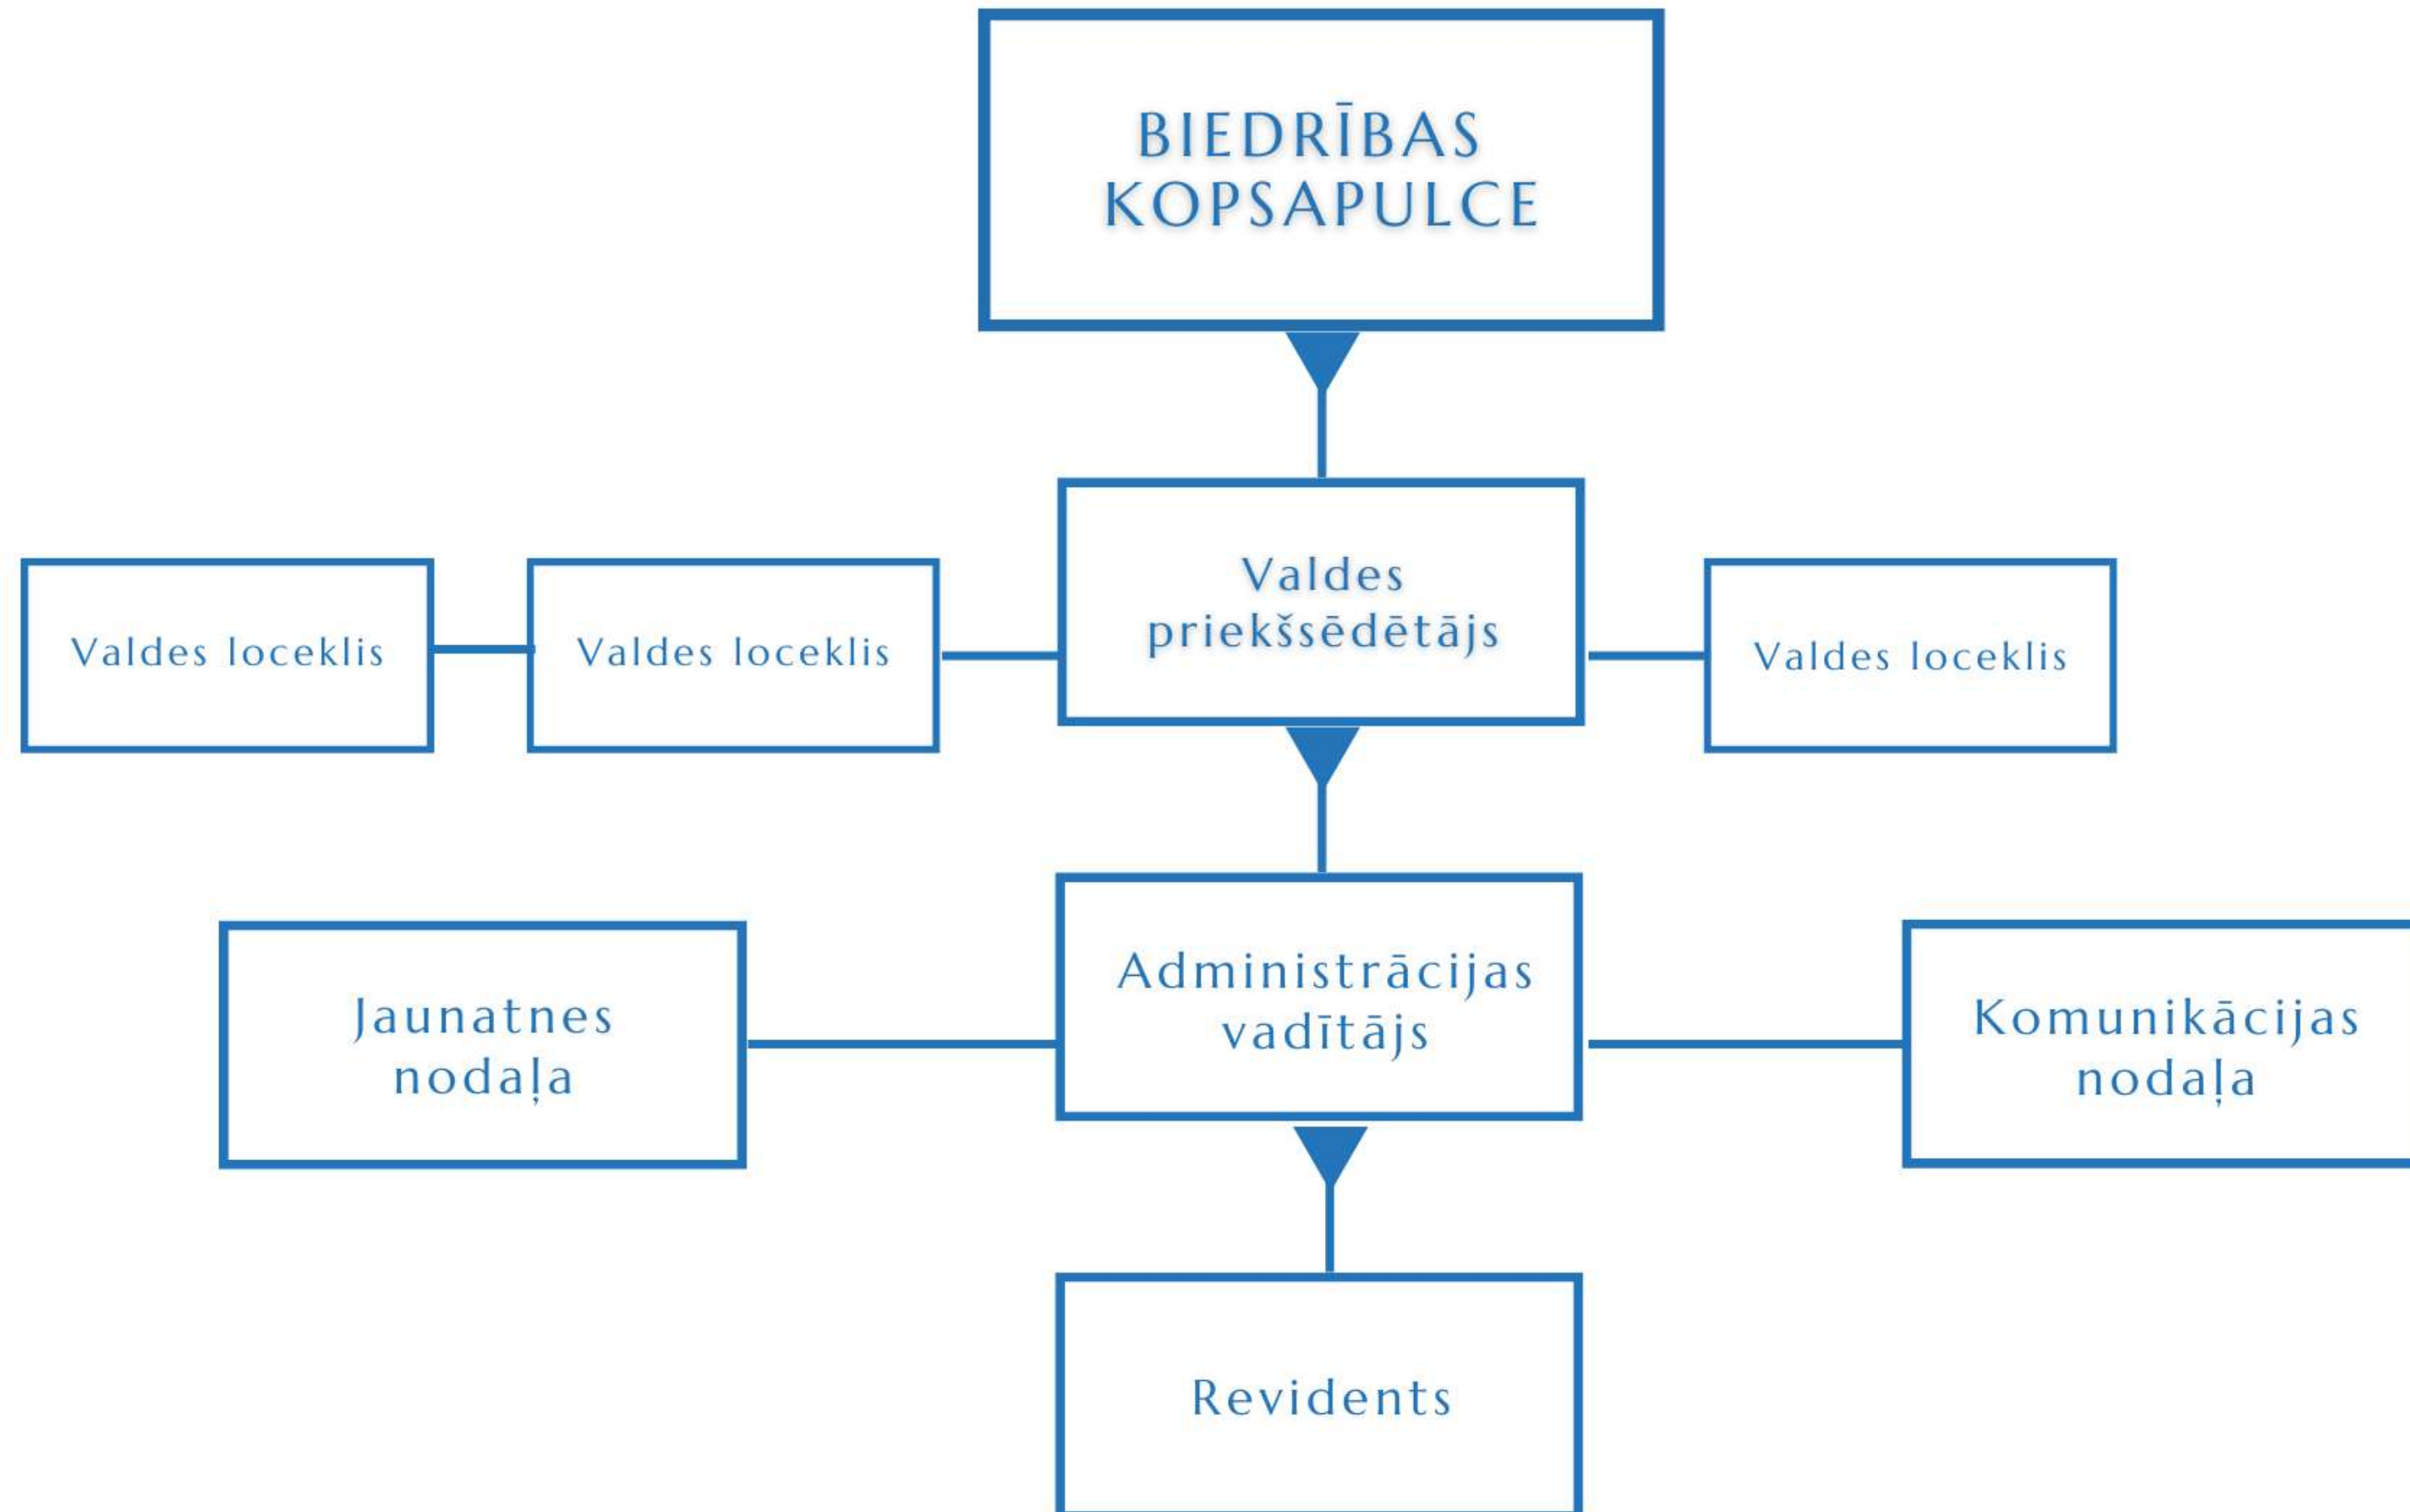 BIEDRĪBAS
KOPSAPULCE
Valdes
priekšsēdētājs
Valdes loceklis
Valdes loceklis
Valdes loceklis
Administrācijas
vadītājs
Jaunatnes
nodaļa
Komunikācijas
nodaļa
Revidents